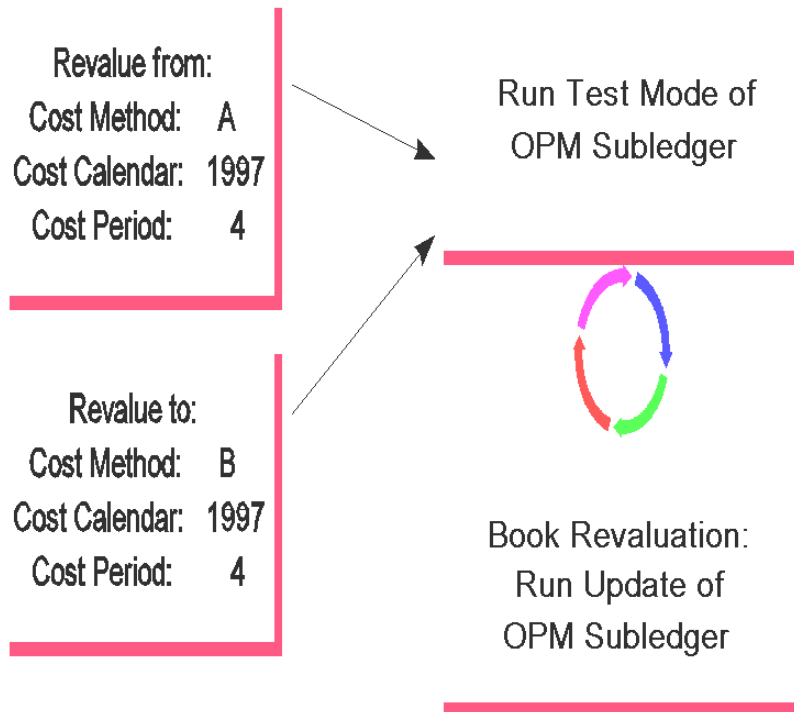 Revalue from:
Cost Method: A
Cost Calendar: 1997
Cost Period: 4
Revalue to:
Cost Method: B
Cost Calendar: 1997
Cost Period: 4
Run Test Mode of
OPM Subledger
Book Revaluation:
Run Update of
OPM Subledger